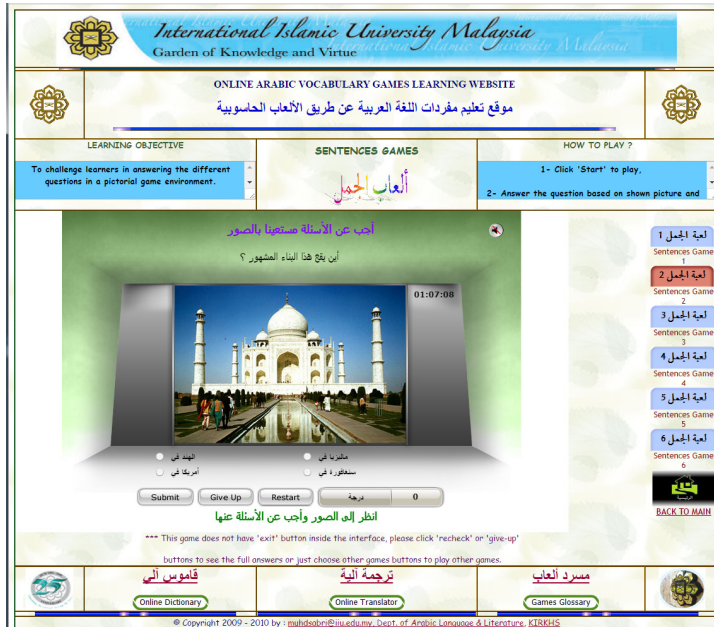 International Islamic University Malaysia
Garden of Knowledge and Virtue
ONLINE ARABIC VOCABULARY GAMES LEARNING WEBSITE
موقع تعليم مفردات اللغة العربية عن طريق الألعاب الحاسوبية
LEARNING OBJECTIVE
To challenge learners in answering the different
questions in a pictorial game environment.
SENTENCES GAMES
ألعاب الجمل
HOW TO PLAY ?
1- Click 'Start' to play,
2- Answer the question based on shown picture and
أجب عن الأسئلة مستعينا بالصور
أين يقع هذا البناء المشهور ؟
01:07:08
ماليزيا في
الهند في
سنغافورة في
أمريكا في
Submit
Give Up
Restart
درجة
0
انظر إلى الصور وأجب عن الأسئلة عنها
لعبة الجمل 1
Sentences Game
1
لعبة الجمل 2
Sentences Game
2
لعبة الجمل 3
Sentences Game
3
لعبة الجمل 4
Sentences Game
4
لعبة الجمل 5
Sentences Game
5
لعبة الجمل 6
Sentences Game
6
الرئيسية
BACK TO MAIN
*** This game does not have 'exit' button inside the interface, please click 'recheck' or 'give-up'
buttons to see the full answers or just choose other games buttons to play other games.
قاموس آلي
Online Dictionary
ترجمة آلية
Online Translator
مسرد ألعاب
Games Glossary
25
© Copyright 2009 - 2010 by : muhdsabri@iiu.edu.my, Dept. of Arabic Language & Literature, KIRKHS